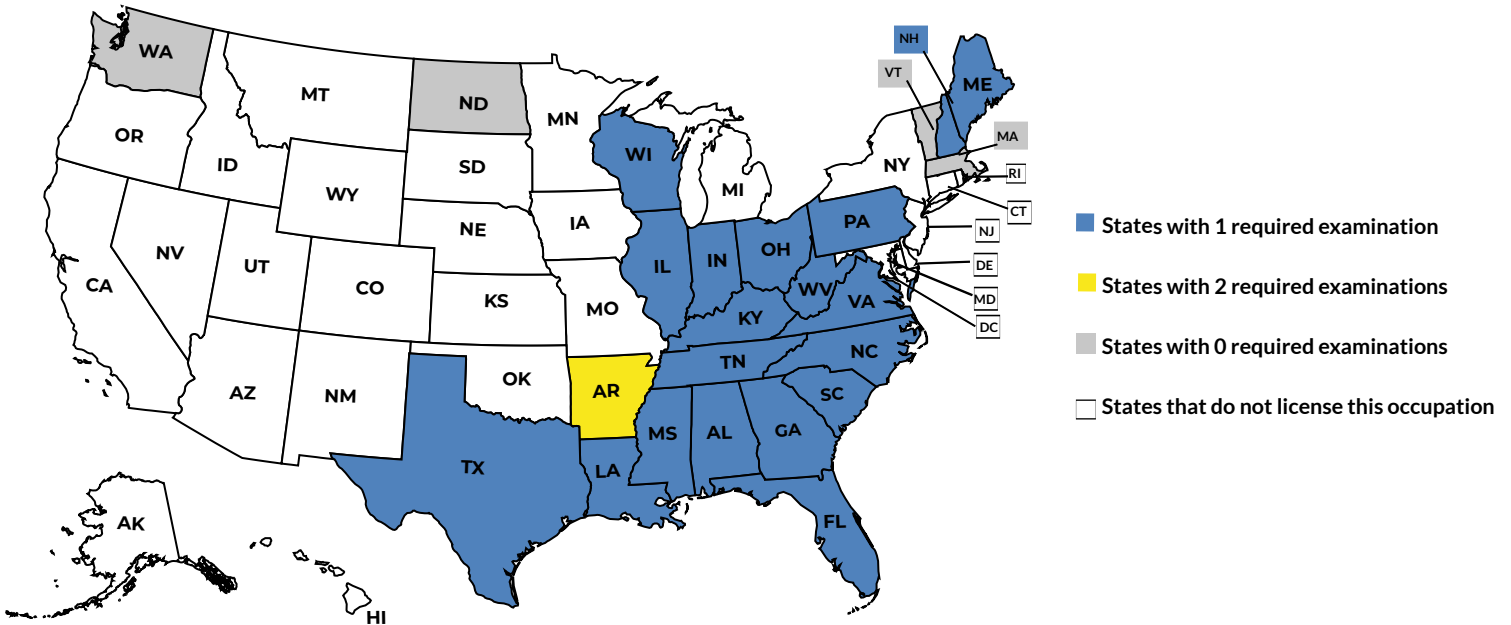 WA
MT
ND
MN
OR
ID
SD
WI
WY
MI
NY
NH
VT
ME
MA
RI
CT
NJ
DE
MD
DC
NE
IA
PA
NV
UT
CO
IL
IN
OH
CA
KS
MO
WV
VA
KY
AZ
NM
OK
AR
TN
NC
SC
TX
LA
MS
AL
GA
FL
AK
HI
States with 1 required examination
States with 2 required examinations
States with 0 required examinations
States that do not license this occupation